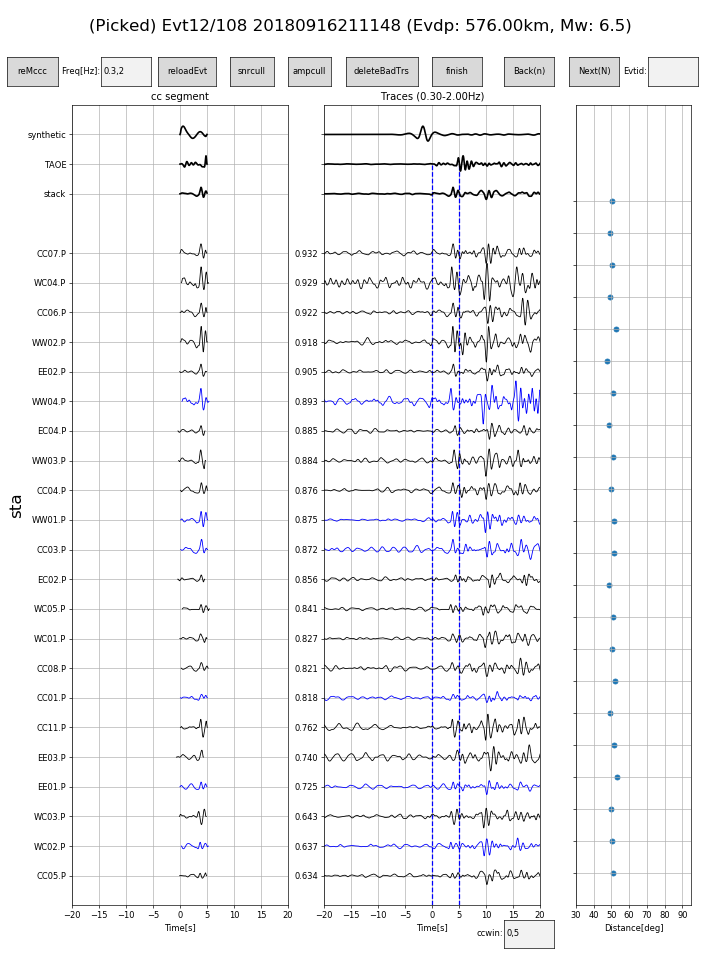 (Picked) Evt12/108 20180916211148 (Evdp: 576.00km, Mw: 6.5)
reMccc Freq[Hz]: 0.3,2 reloadEvt snrcull ampcull deleteBadTrs finish Back(n) Next(N) Evtid:
cc segment Traces (0.30-2.00Hz)
synthetic
TAOE
stack
CC07.P 0.932
WC04.P 0.929
CC06.P 0.922
WW02.P 0.918
EE02.P 0.905
WW04.P 0.893
EC04.P 0.885
WW03.P 0.884
CC04.P 0.876
WW01.P 0.875
CC03.P 0.872
EC02.P 0.856
WC05.P 0.841
WC01.P 0.827
CC08.P 0.821
CC01.P 0.818
CC11.P 0.762
EE03.P 0.740
EE01.P 0.725
WC03.P 0.643
WC02.P 0.637
CC05.P 0.634
sta
−20 −15 −10 −5 0 5 10 15 20 −20 −15 −10 −5 0 5 10 15 20 30 40 50 60 70 80 90
Time[s] Time[s] Distance[deg]
ccwin: 0,5